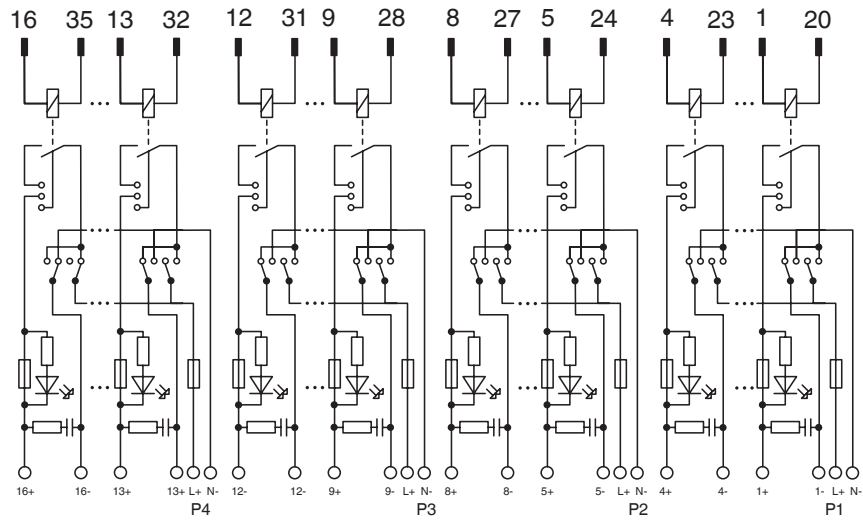 16 35 13 32 12 31 9 28 8 27 5 24 4 23 1 20
16+ 16- 13+ 13+ L+ N- 12- 12- 9+ 9- L+ N- 8+ 8- 5+ 5- L+ N- 4+ 4- 1+ 1- L+ N-
P4 P3 P2 P1